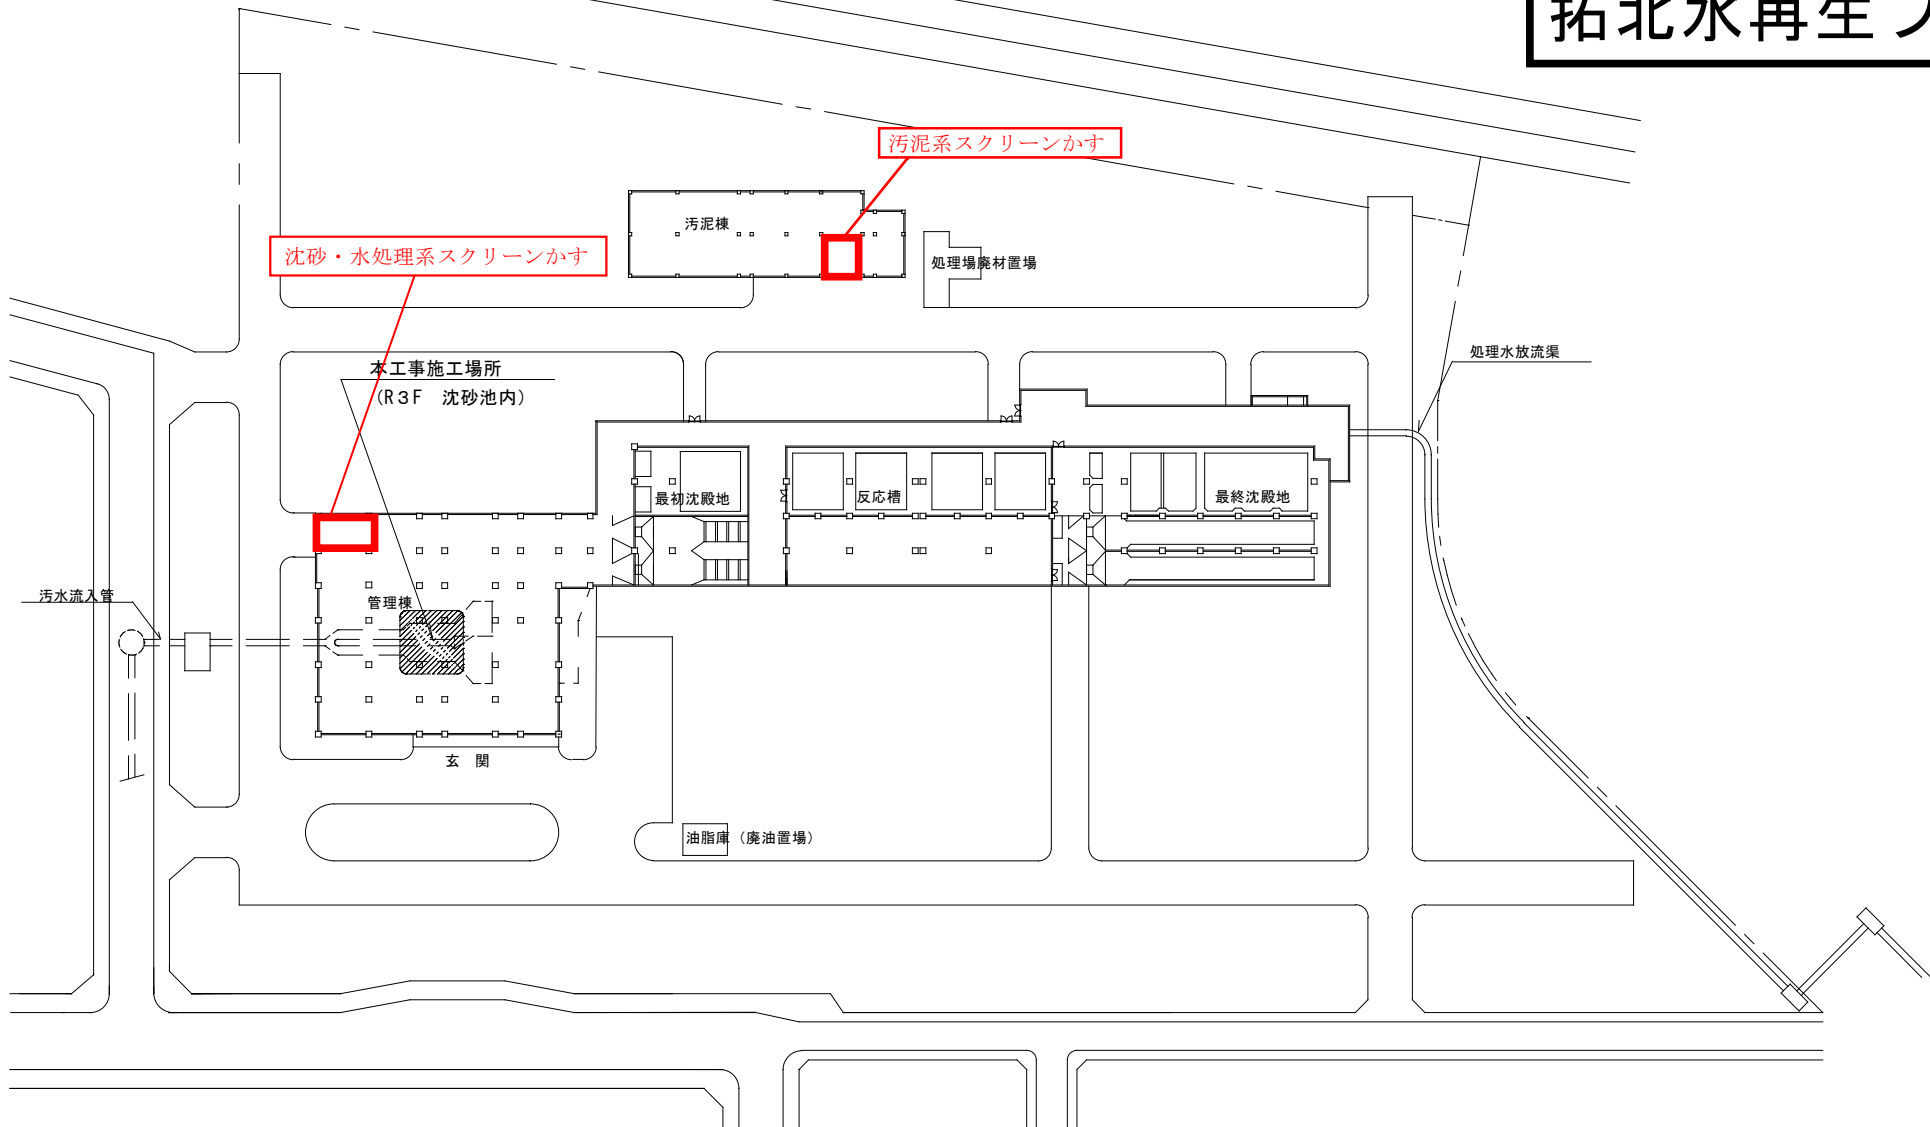 拓北水再生プ
汚泥系スクリーンかす
汚泥棟
沈砂・水処理系スクリーンかす
処理場廃材置場
処理水放流渠
本工事施工場所
(R3F 沈砂池内)
最初沈殿地
反応槽
最終沈殿地
汚水流入管
管理棟
玄 関
油脂庫（廃油置場）